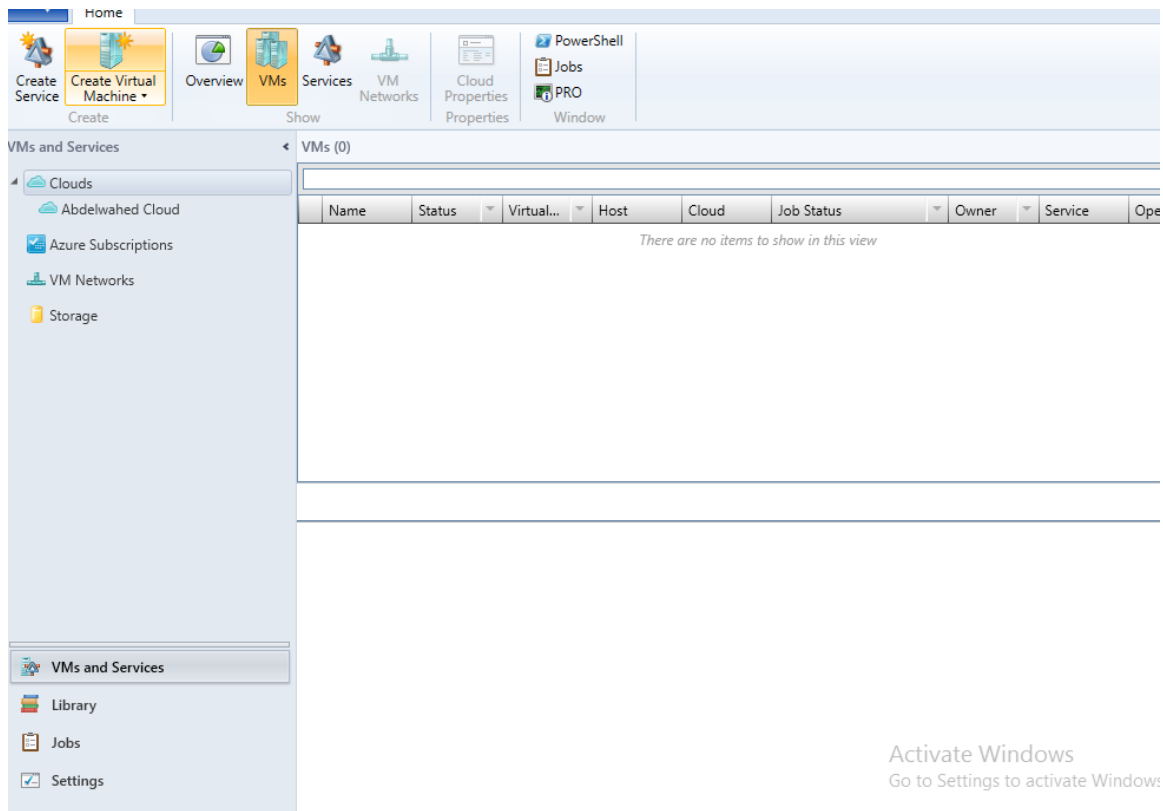 Home
Create Service
Create Virtual Machine
Create
Overview
VMs
Services
VM Networks
Show
Cloud Properties
Properties
PowerShell
Jobs
PRO
Window
VMs and Services
VMs (0)
Clouds
Abdelwahed Cloud
Azure Subscriptions
VM Networks
Storage
Name Status Virtual... Host Cloud Job Status Owner Service Ope
There are no items to show in this view
VMs and Services
Library
Jobs
Settings
Activate Windows
Go to Settings to activate Windows